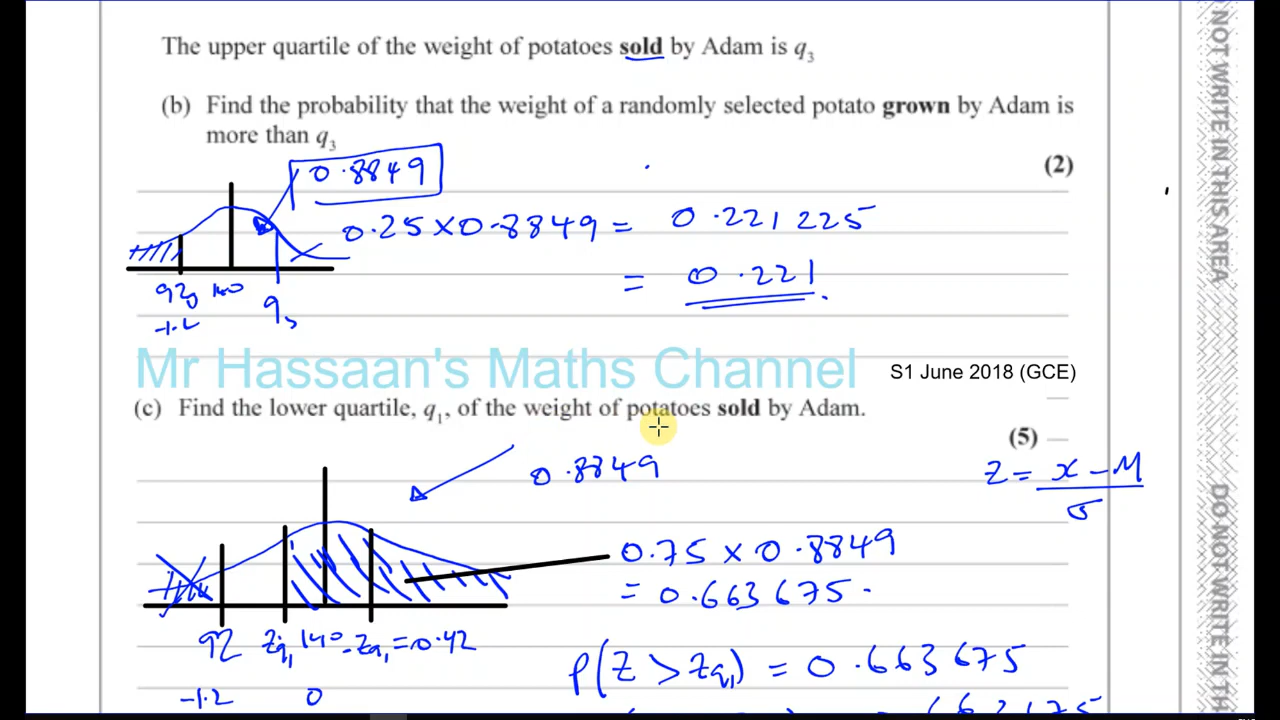 The upper quartile of the weight of potatoes sold by Adam is q₃
(b) Find the probability that the weight of a randomly selected potato grown by Adam is
more than q₃
(2)
0.8849
0.25 × 0.8849 = 0.221225
= 0.221
92g 140 q₃
-1.2
Mr Hassaan's Maths Channel
S1 June 2018 (GCE)
(c) Find the lower quartile, q₁, of the weight of potatoes sold by Adam.
(5)
0.8849
Z = x - M
σ
0.75 × 0.8849
= 0.663675
92 Zq₁ 140 -Zq₁ = 0.42
P(Z > Zq₁) = 0.663675
-1.2 0
NOT WRITE IN THIS AREA
DO NOT WRITE IN TH